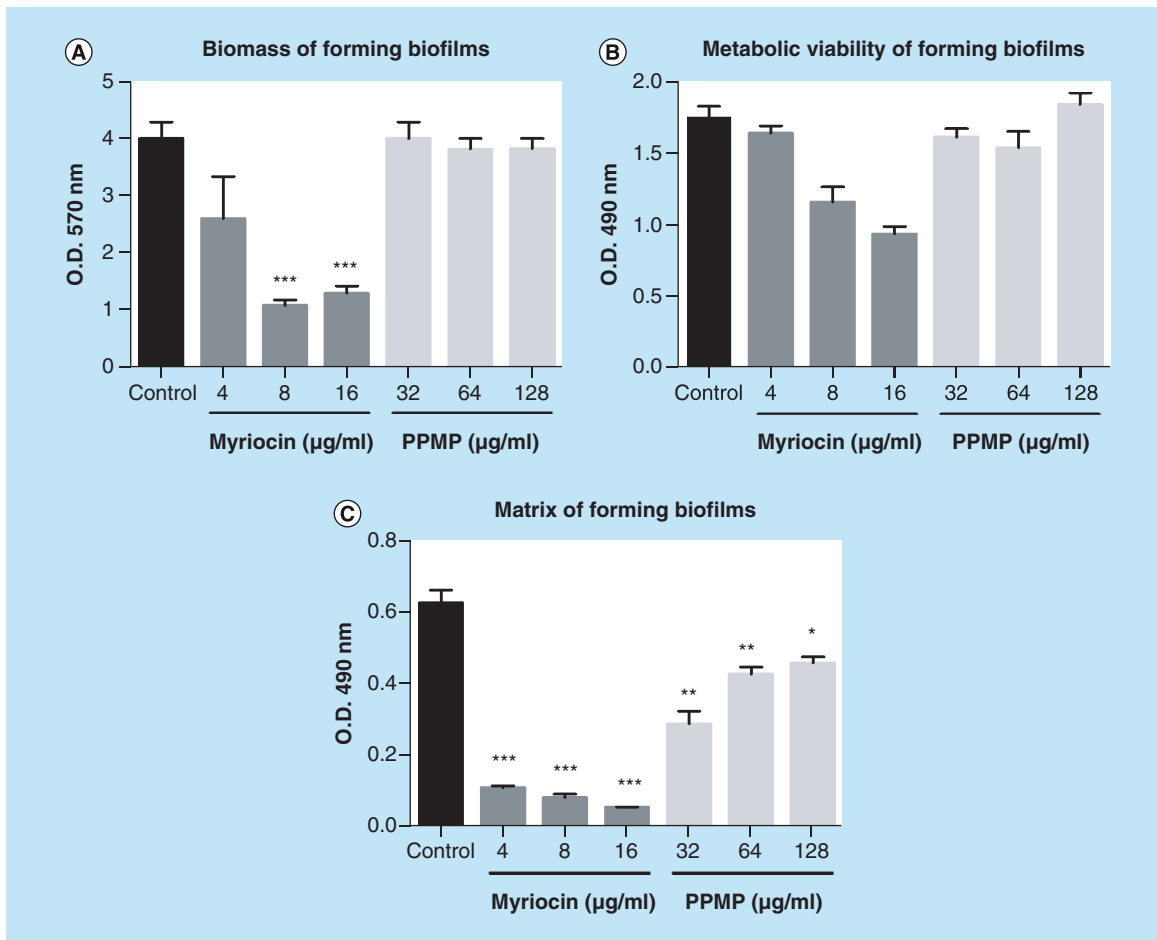 A Biomass of forming biofilms
O.D. 570 nm
5
4
3
2
1
0
*** ***
Control 4 8 16 32 64 128
Myriocin (µg/ml) PPMP (µg/ml)
B Metabolic viability of forming biofilms
O.D. 490 nm
2.0
1.5
1.0
0.5
0.0
Control 4 8 16 32 64 128
Myriocin (µg/ml) PPMP (µg/ml)
C Matrix of forming biofilms
O.D. 490 nm
0.8
0.6
0.4
0.2
0.0
*** *** *** ** ** *
Control 4 8 16 32 64 128
Myriocin (µg/ml) PPMP (µg/ml)